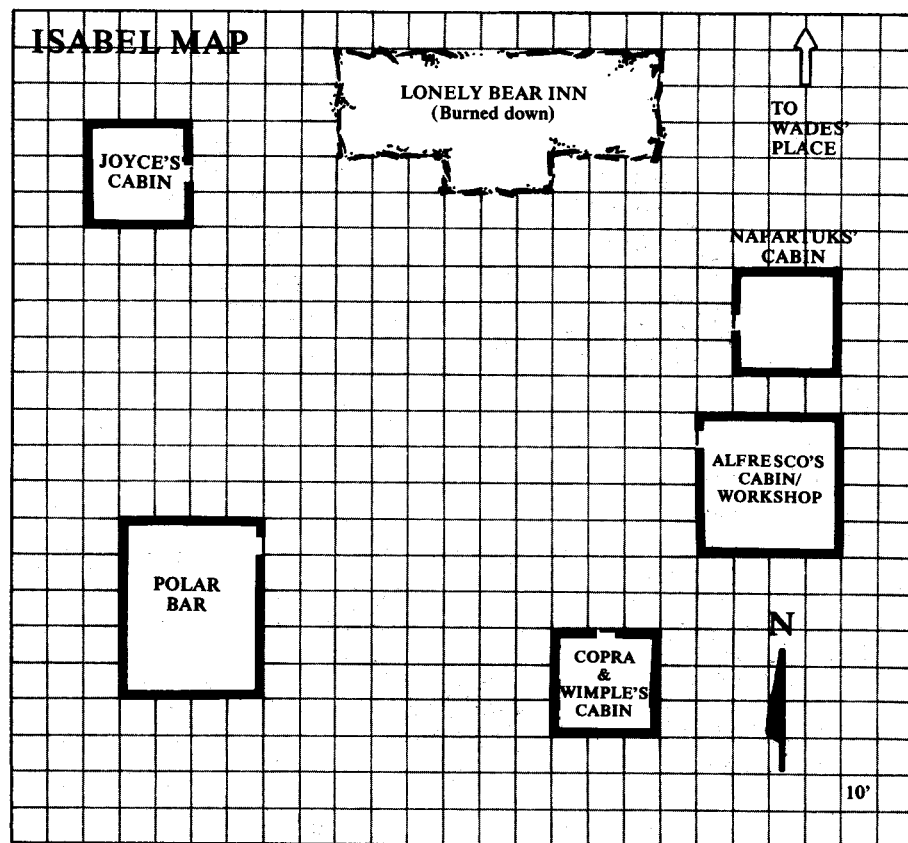 ISABEL MAP
LONELY BEAR INN
(Burned down)
TO
WADES'
PLACE
JOYCE'S
CABIN
NAPARTUKS'
CABIN
ALFRESCO'S
CABIN/
WORKSHOP
POLAR
BAR
N
COPRA
&
WIMPLE'S
CABIN
10'